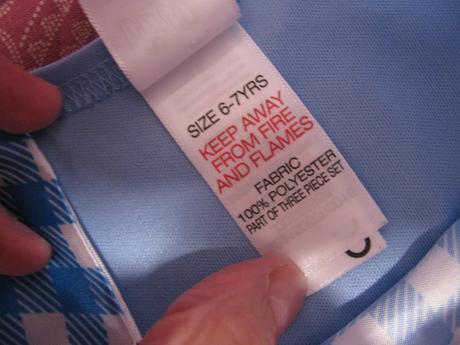 SIZE 6-7YRS
KEEP AWAY
FROM FIRE
AND FLAMES
FABRIC
100% POLYESTER
PART OF THREE PIECE SET